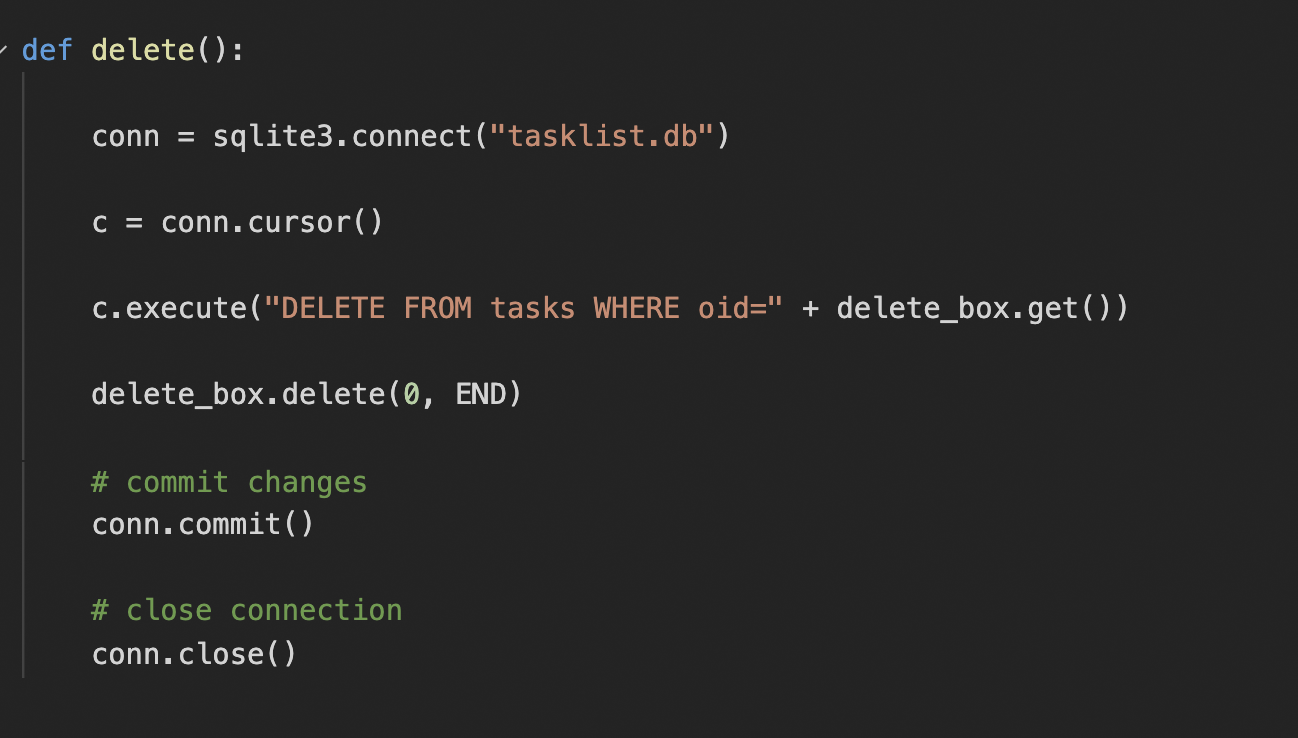 def delete():
conn = sqlite3.connect("tasklist.db")
c = conn.cursor()
c.execute("DELETE FROM tasks WHERE oid=" + delete_box.get())
delete_box.delete(0, END)
# commit changes
conn.commit()
# close connection
conn.close()